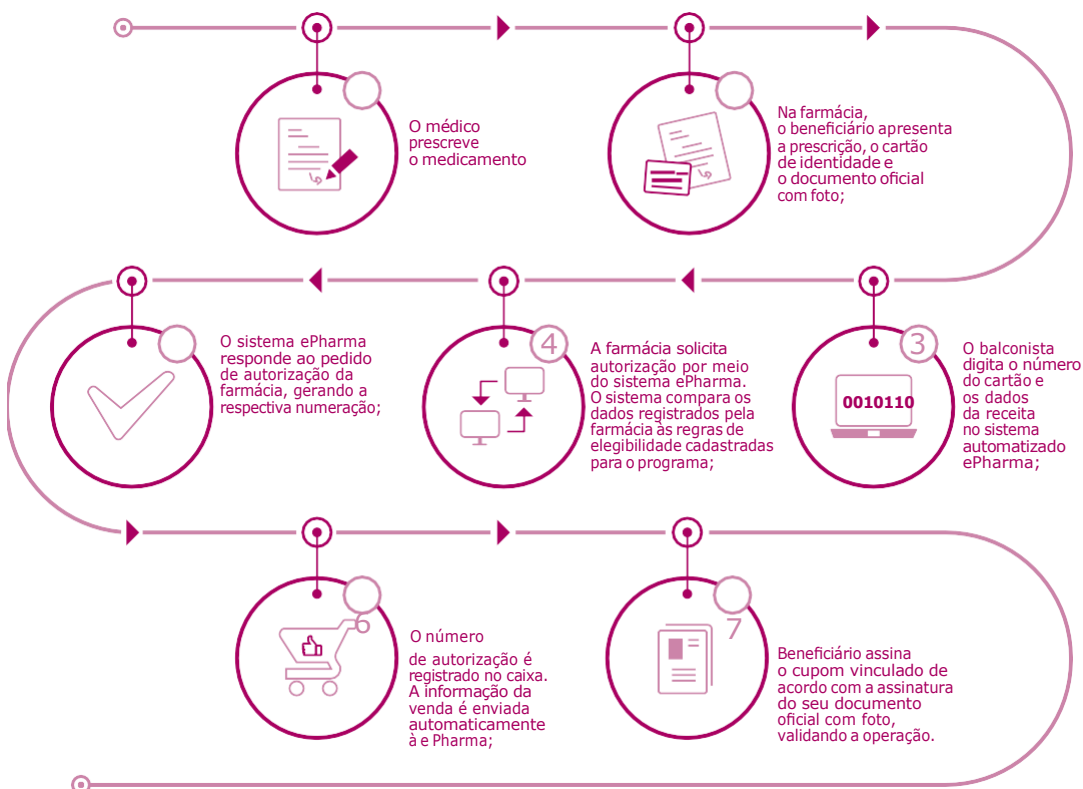 O médico
prescreve
o medicamento
Na farmácia,
o beneficiário apresenta
a prescrição, o cartão
de identidade e
o documento oficial
com foto;
3
0010110
O balconista
digita o número
do cartão e
os dados
da receita
no sistema
automatizado
ePharma;
4
A farmácia solicita
autorização por meio
do sistema ePharma.
O sistema compara os
dados registrados pela
farmácia às regras de
elegibilidade cadastradas
para o programa;
O sistema ePharma
responde ao pedido
de autorização da
farmácia, gerando a
respectiva numeração;
6
O número
de autorização é
registrado no caixa.
A informação da
venda é enviada
automaticamente
à e Pharma;
7
Beneficiário assina
o cupom vinculado de
acordo com a assinatura
do seu documento
oficial com foto,
validando a operação.